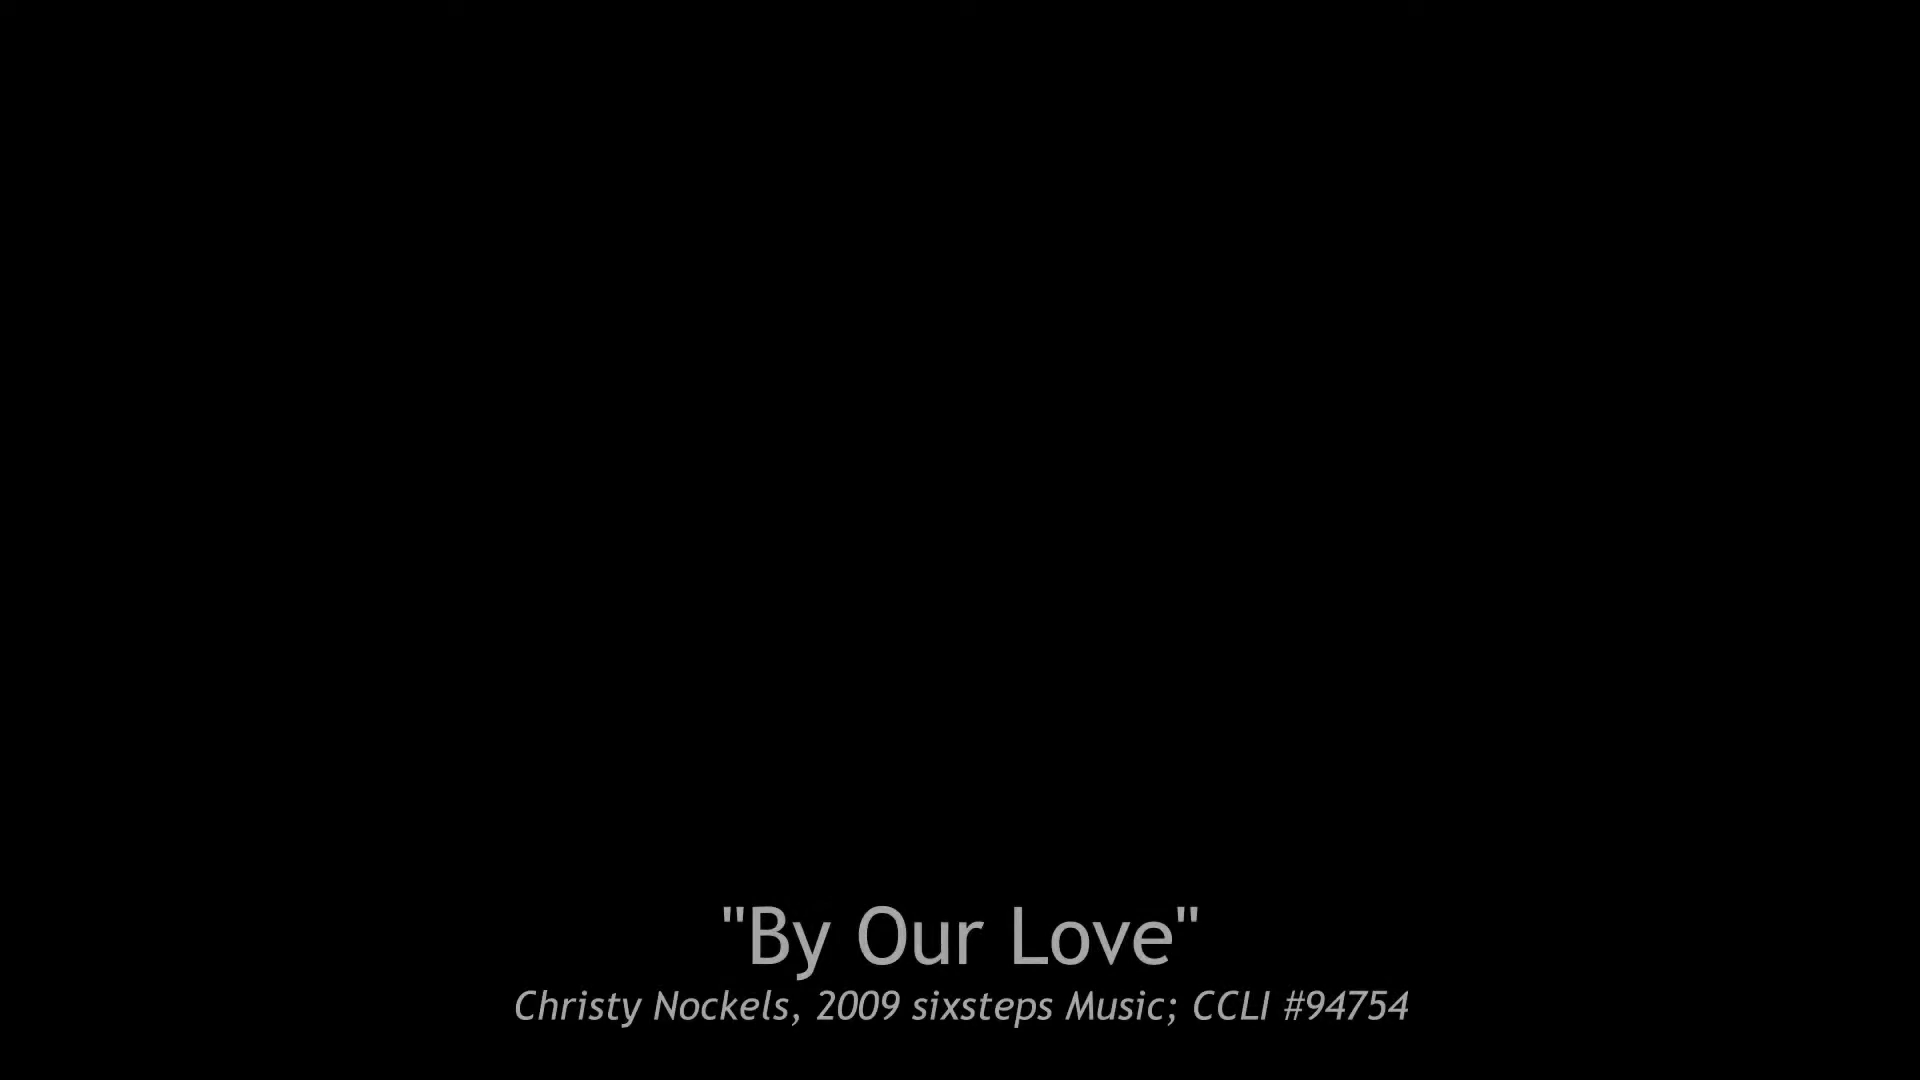 "By Our Love"
Christy Nockels, 2009 sixsteps Music; CCLI #94754